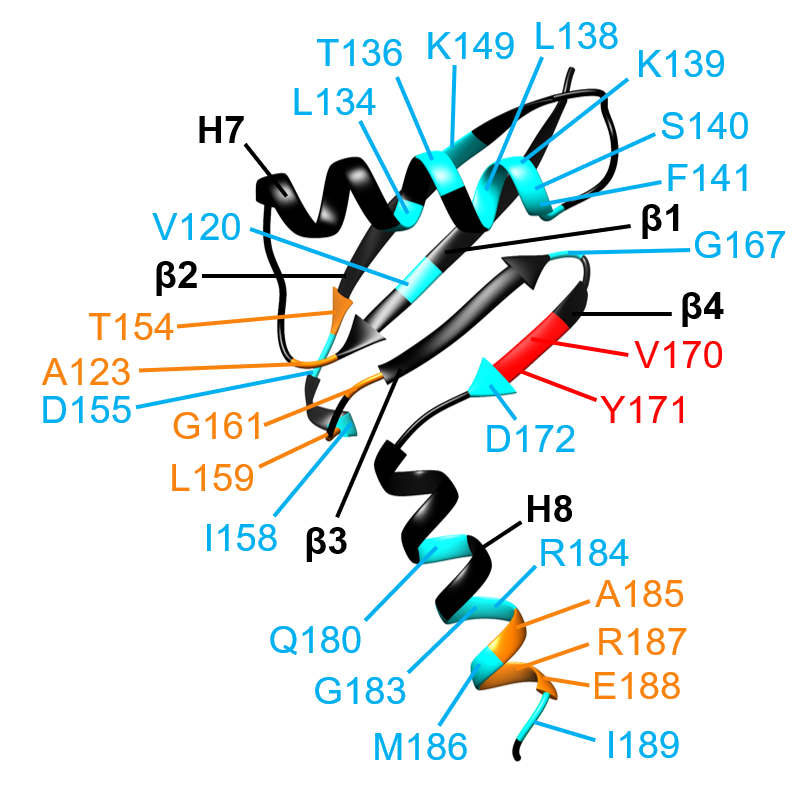 L138
T136
K149
K139
L134
S140
H7
F141
V120
β1
G167
β2
β4
T154
V170
A123
D155
Y171
G161
D172
L159
I158
β3
H8
R184
A185
Q180
R187
G183
E188
M186
I189